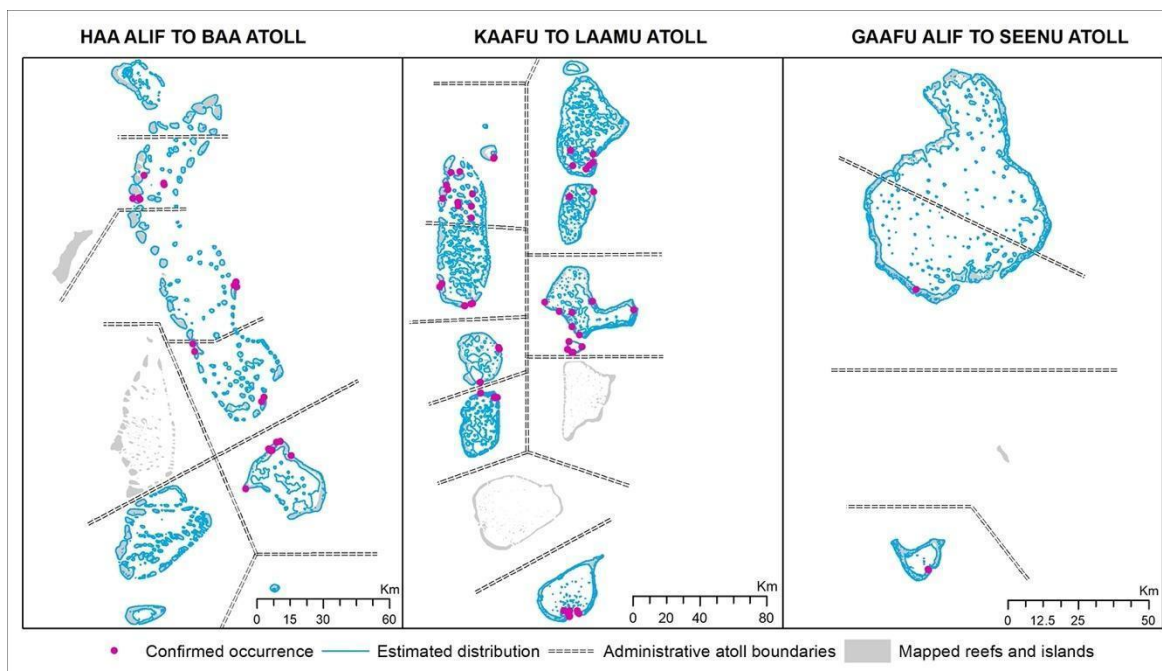 HAA ALIF TO BAA ATOLL
KAAFU TO LAAMU ATOLL
GAAFU ALIF TO SEENU ATOLL
Km
0 15 30 60
Km
0 20 40 80
Km
0 12.5 25 50
Confirmed occurrence
Estimated distribution
Administrative atoll boundaries
Mapped reefs and islands